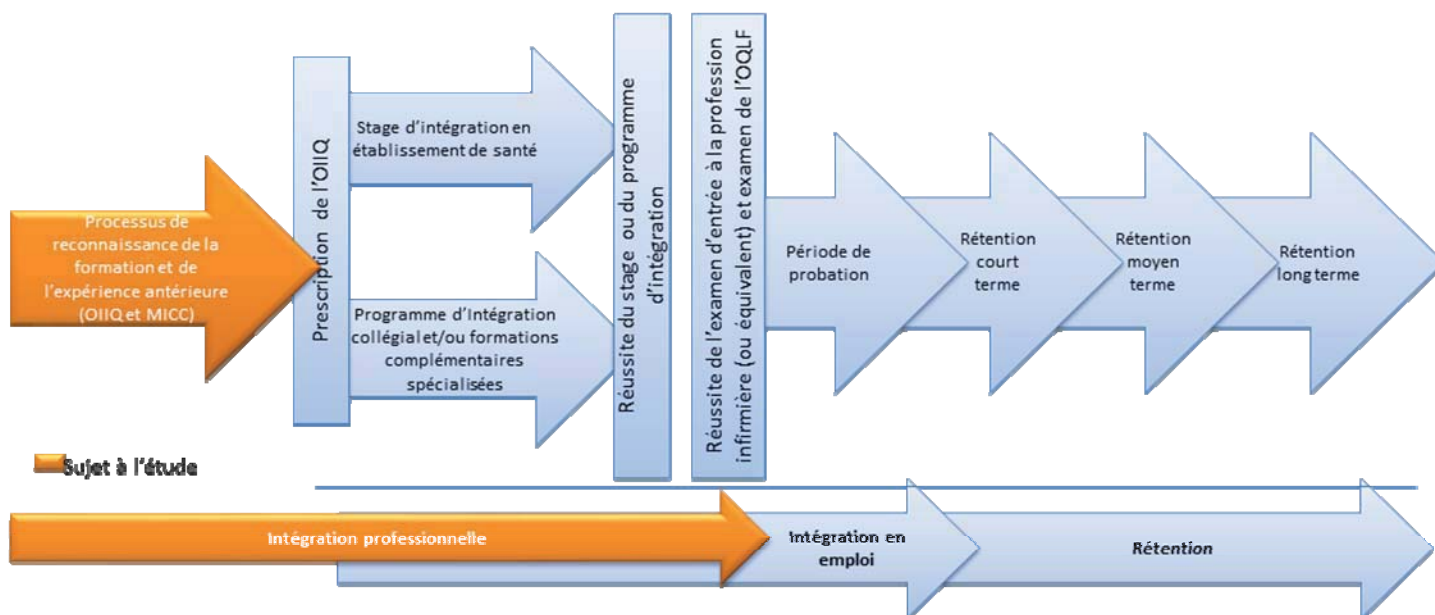 Processus de
reconnaissance de la
formation et de
l'expérience antérieure
(OIIQ et MICC)
Prescription de l'OIIQ
Stage d'intégration en
établissement de santé
Programme d'Intégration
collégial et/ou formations
complémentaires
spécialisées
Réussite du stage ou du programme
d'intégration
Réussite de l'examen d'entrée à la profession
infirmière (ou équivalent) et examen de l'OQLF
Période de
probation
Rétention
court
terme
Rétention
moyen
terme
Rétention
long terme
Sujet à l'étude
Intégration professionnelle
Intégration en
emploi
Rétention